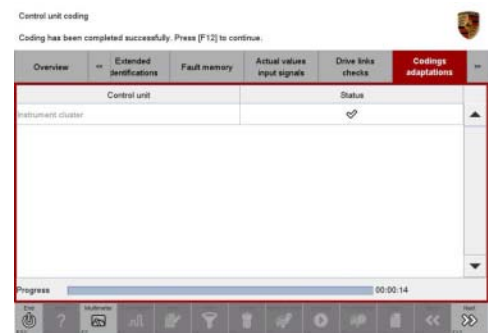 Control unit coding
Coding has been completed successfully. Press [F12] to continue.
Overview
Extended identifications
Fault memory
Actual values input signals
Drive links checks
Codings adaptations
Control unit
Status
Instrument cluster
Progress
00:00:14
Multimeter
Next